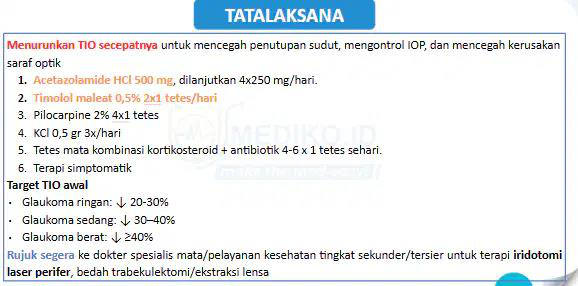 TATALAKSANA
Menurunkan TIO secepatnya untuk mencegah penutupan sudut, mengontrol IOP, dan mencegah kerusakan
saraf optik
1. Acetazolamide HCl 500 mg, dilanjutkan 4x250 mg/hari.
2. Timolol maleat 0,5% 2x1 tetes/hari
3. Pilocarpine 2% 4x1 tetes
4. KCl 0,5 gr 3x/hari
5. Tetes mata kombinasi kortikosteroid + antibiotik 4-6 x 1 tetes sehari.
6. Terapi simptomatik
MEDIKO.ID
Target TIO awal
• Glaukoma ringan: ↓ 20-30%
• Glaukoma sedang: ↓ 30–40%
• Glaukoma berat: ↓ ≥40%
Rujuk segera ke dokter spesialis mata/pelayanan kesehatan tingkat sekunder/tersier untuk terapi iridotomi
laser perifer, bedah trabekulektomi/ekstraksi lensa